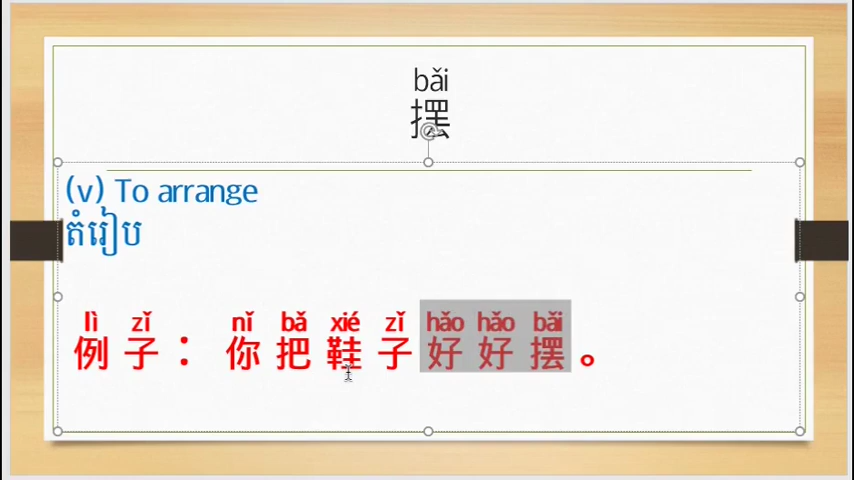 bǎi
摆
(v) To arrange
តំរៀប
lì zǐ nǐ bǎ xié zǐ hǎo hǎo bǎi
例子：你把鞋子好好摆。